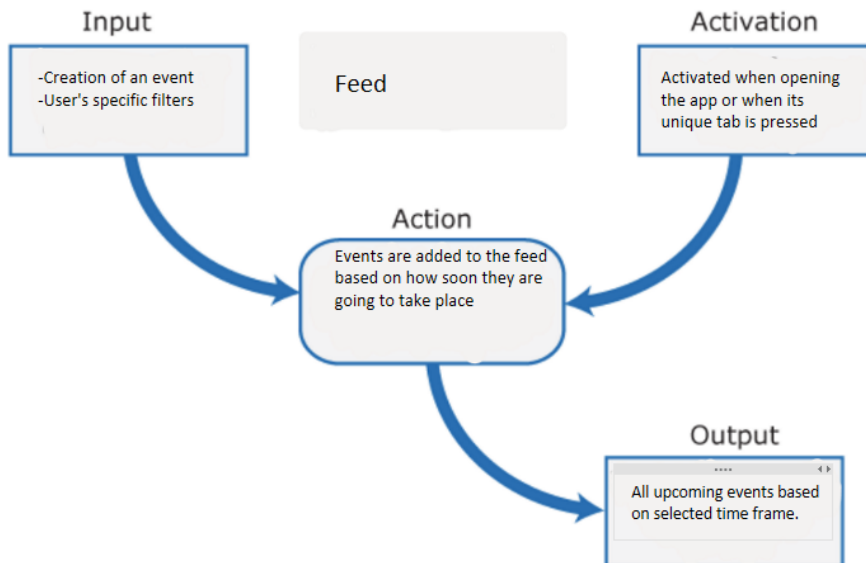 Input
-Creation of an event
-User's specific filters
Feed
Activation
Activated when opening
the app or when its
unique tab is pressed
Action
Events are added to the feed
based on how soon they are
going to take place
Output
All upcoming events based
on selected time frame.